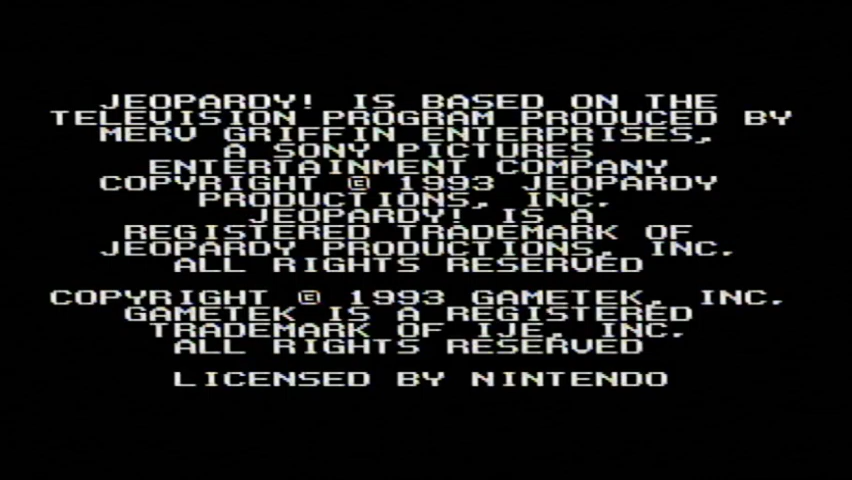 JEOPARDY! IS BASED ON THE
TELEVISION PROGRAM PRODUCED BY
MERV GRIFFIN ENTERPRISES,
A SONY PICTURES
ENTERTAINMENT COMPANY
COPYRIGHT © 1993 JEOPARDY
PRODUCTIONS, INC.
JEOPARDY! IS A
REGISTERED TRADEMARK OF
JEOPARDY PRODUCTIONS, INC.
ALL RIGHTS RESERVED
COPYRIGHT © 1993 GAMETEK, INC.
GAMETEK IS A REGISTERED
TRADEMARK OF IJE, INC.
ALL RIGHTS RESERVED
LICENSED BY NINTENDO